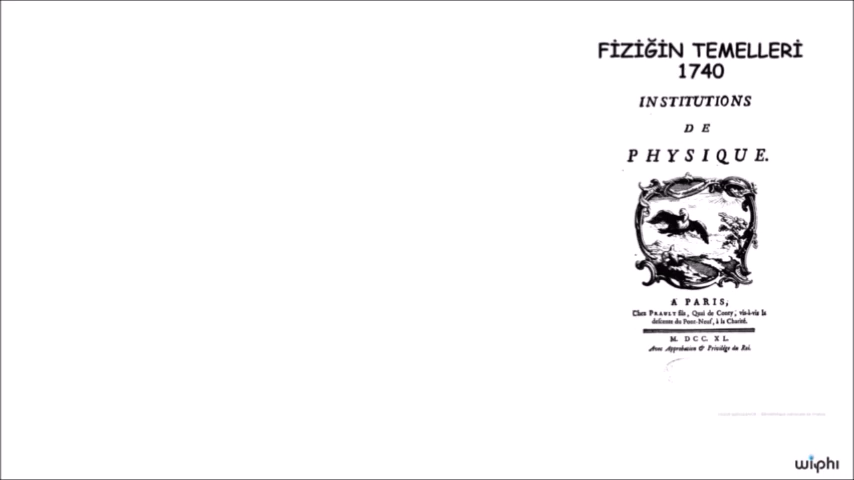 FİZİĞİN TEMELLERİ
1740
INSTITUTIONS
DE
PHYSIQUE.
A PARIS,
Chez PRAULT fils, Quai de Conty, vis-à-vis la
descente du Pont-Neuf, à la Charité.
M. DCC. XL.
Avec Approbation & Privilége du Roi.
wiphi